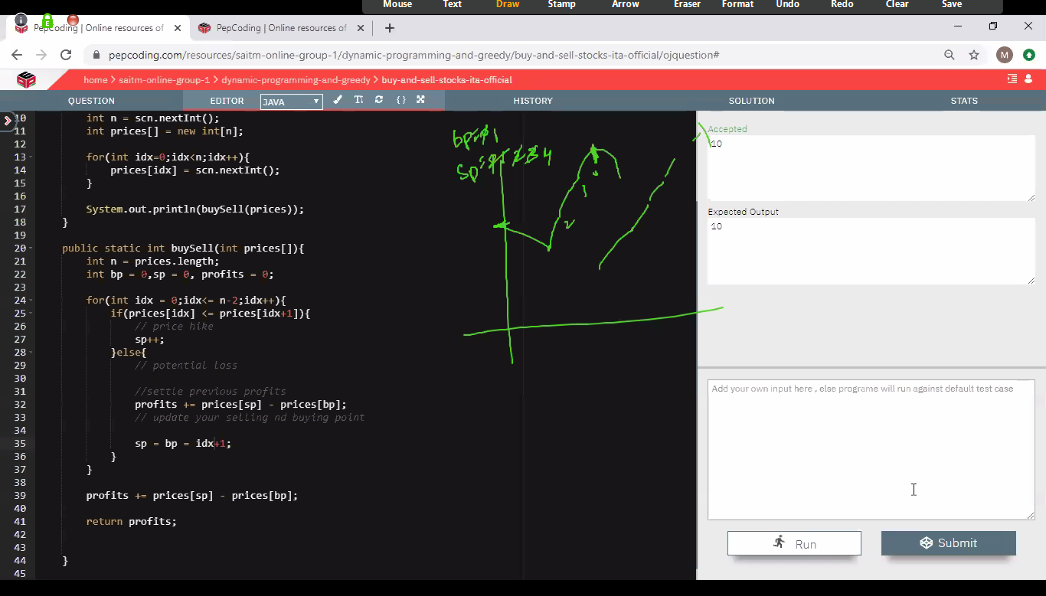 Mouse Text Draw Stamp Arrow Eraser Format Undo Redo Clear Save
PepCoding | Online resources of
PepCoding | Online resources of
pepcoding.com/resources/saitm-online-group-1/dynamic-programming-and-greedy/buy-and-sell-stocks-ita-official/ojquestion#
M
home > saitm-online-group-1 > dynamic-programming-and-greedy > buy-and-sell-stocks-ita-official
QUESTION EDITOR JAVA HISTORY SOLUTION STATS
10 int n = scn.nextInt();
11 int prices[] = new int[n];
12
13 for(int idx=0;idx<n;idx++){
14 prices[idx] = scn.nextInt();
15 }
16
17 System.out.println(buySell(prices));
18 }
19
20 public static int buySell(int prices[]){
21 int n = prices.length;
22 int bp = 0,sp = 0, profits = 0;
23
24 for(int idx = 0;idx<= n-2;idx++){
25 if(prices[idx] <= prices[idx+1]){
26 // price hike
27 sp++;
28 }else{
29 // potential loss
30
31 //settle previous profits
32 profits += prices[sp] - prices[bp];
33 // update your selling nd buying point
34
35 sp = bp = idx+1;
36 }
37 }
38
39 profits += prices[sp] - prices[bp];
40
41 return profits;
42
43
44 }
45
bp 1
sp 2 3 4
1
2
Accepted
10
Expected Output
10
Add your own input here , else programe will run against default test case
Run Submit